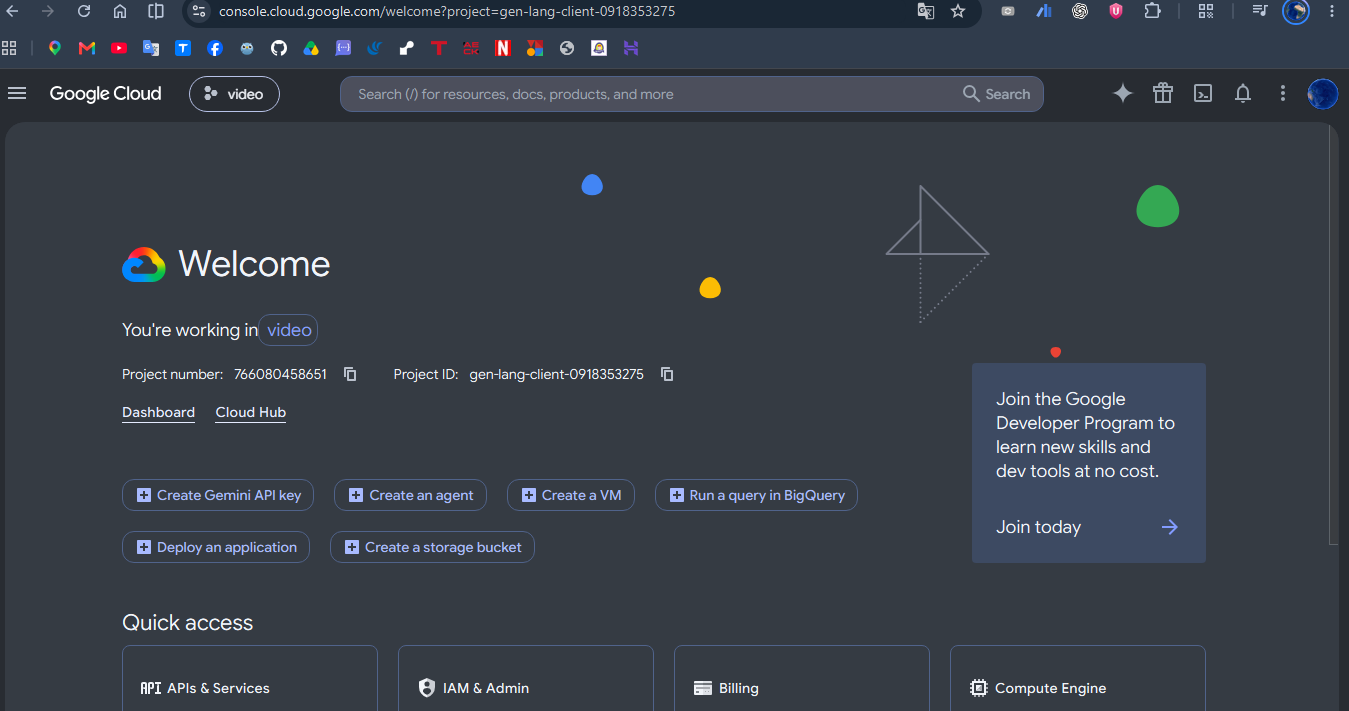 console.cloud.google.com/welcome?project=gen-lang-client-0918353275
Google Cloud
video
Search (/) for resources, docs, products, and more
Search
Welcome
You're working in video
Project number: 766080458651
Project ID: gen-lang-client-0918353275
Dashboard
Cloud Hub
Create Gemini API key
Create an agent
Create a VM
Run a query in BigQuery
Deploy an application
Create a storage bucket
Join the Google
Developer Program to
learn new skills and
dev tools at no cost.
Join today
Quick access
API APIs & Services
IAM & Admin
Billing
Compute Engine